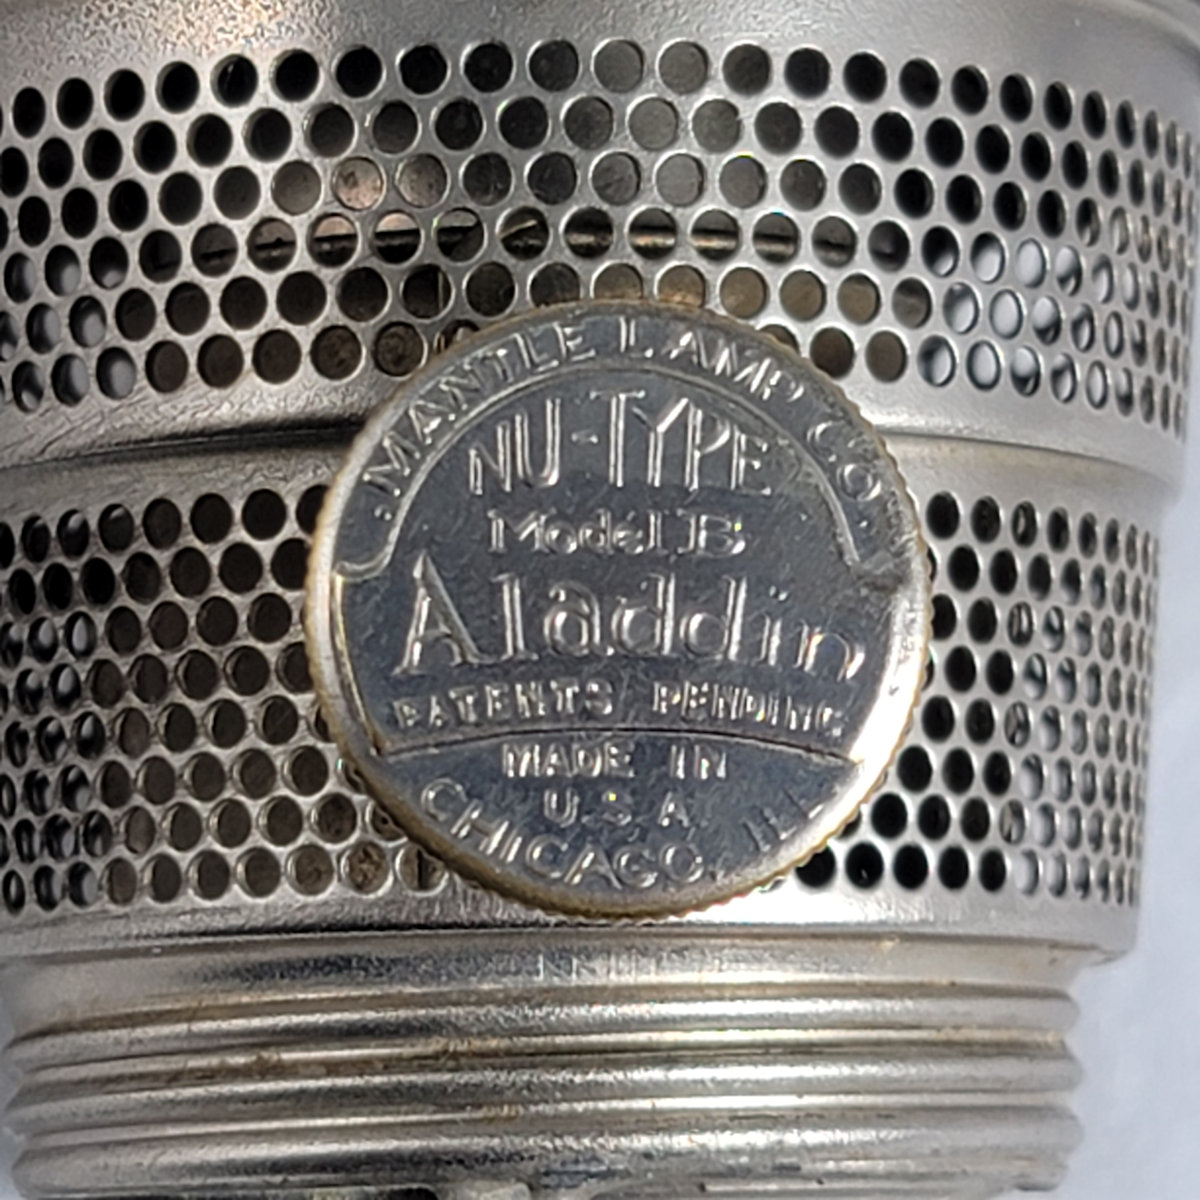 MANTLE LAMP CO
NU-TYPE
Model B
Aladdin
PATENTS PENDING
MADE IN
U S A
CHICAGO, ILL